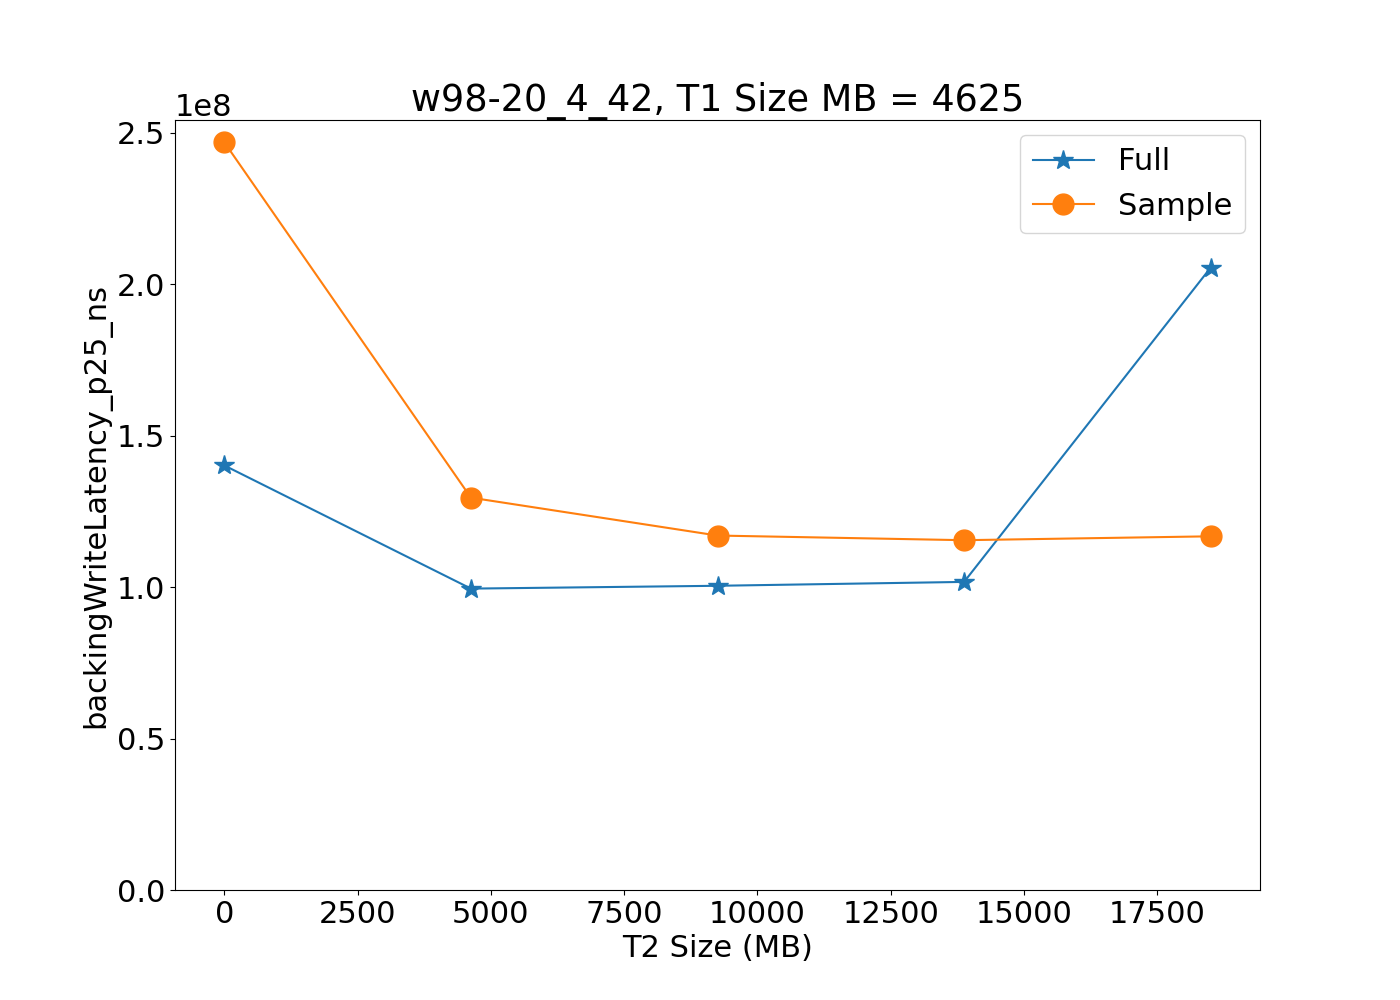 w98-20_4_42, T1 Size MB = 4625
1e8
2.5
2.0
1.5
1.0
0.5
0.0
backingWriteLatency_p25_ns
Full
Sample
0 2500 5000 7500 10000 12500 15000 17500
T2 Size (MB)